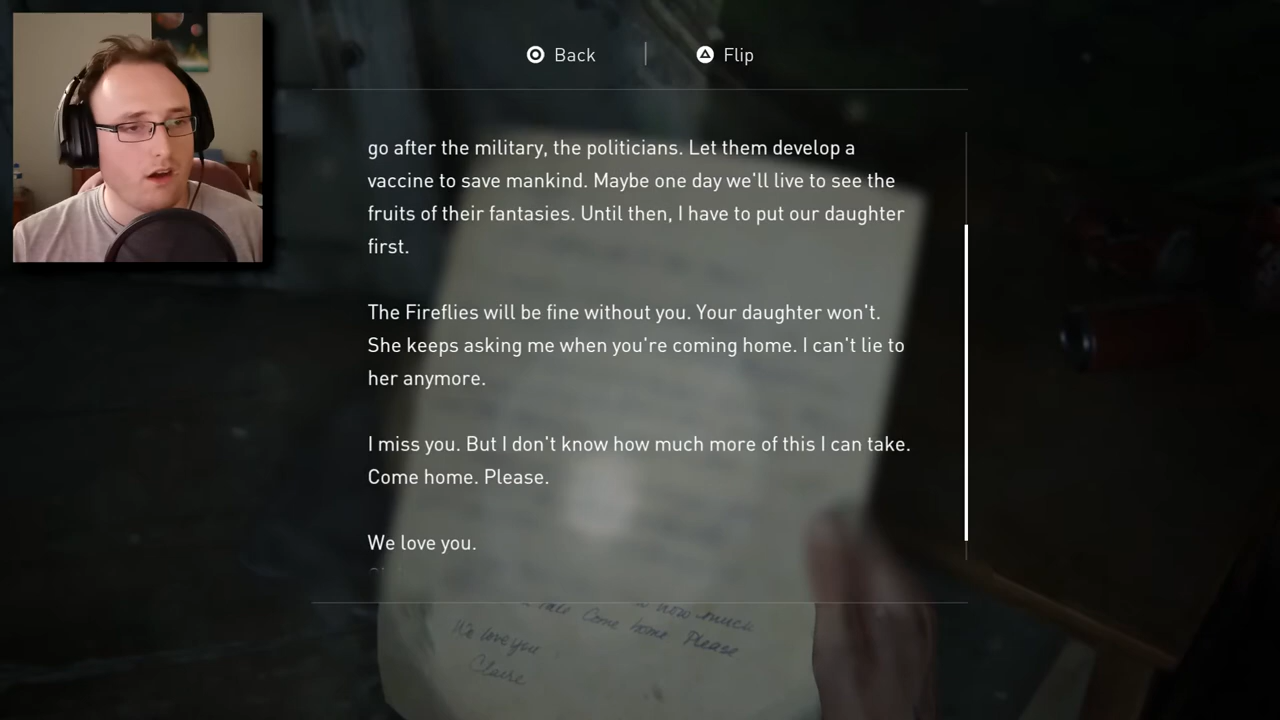 Back
Flip
go after the military, the politicians. Let them develop a
vaccine to save mankind. Maybe one day we'll live to see the
fruits of their fantasies. Until then, I have to put our daughter
first.
The Fireflies will be fine without you. Your daughter won't.
She keeps asking me when you're coming home. I can't lie to
her anymore.
I miss you. But I don't know how much more of this I can take.
Come home. Please.
We love you.
how much
take Come home Please
We love you
Claire